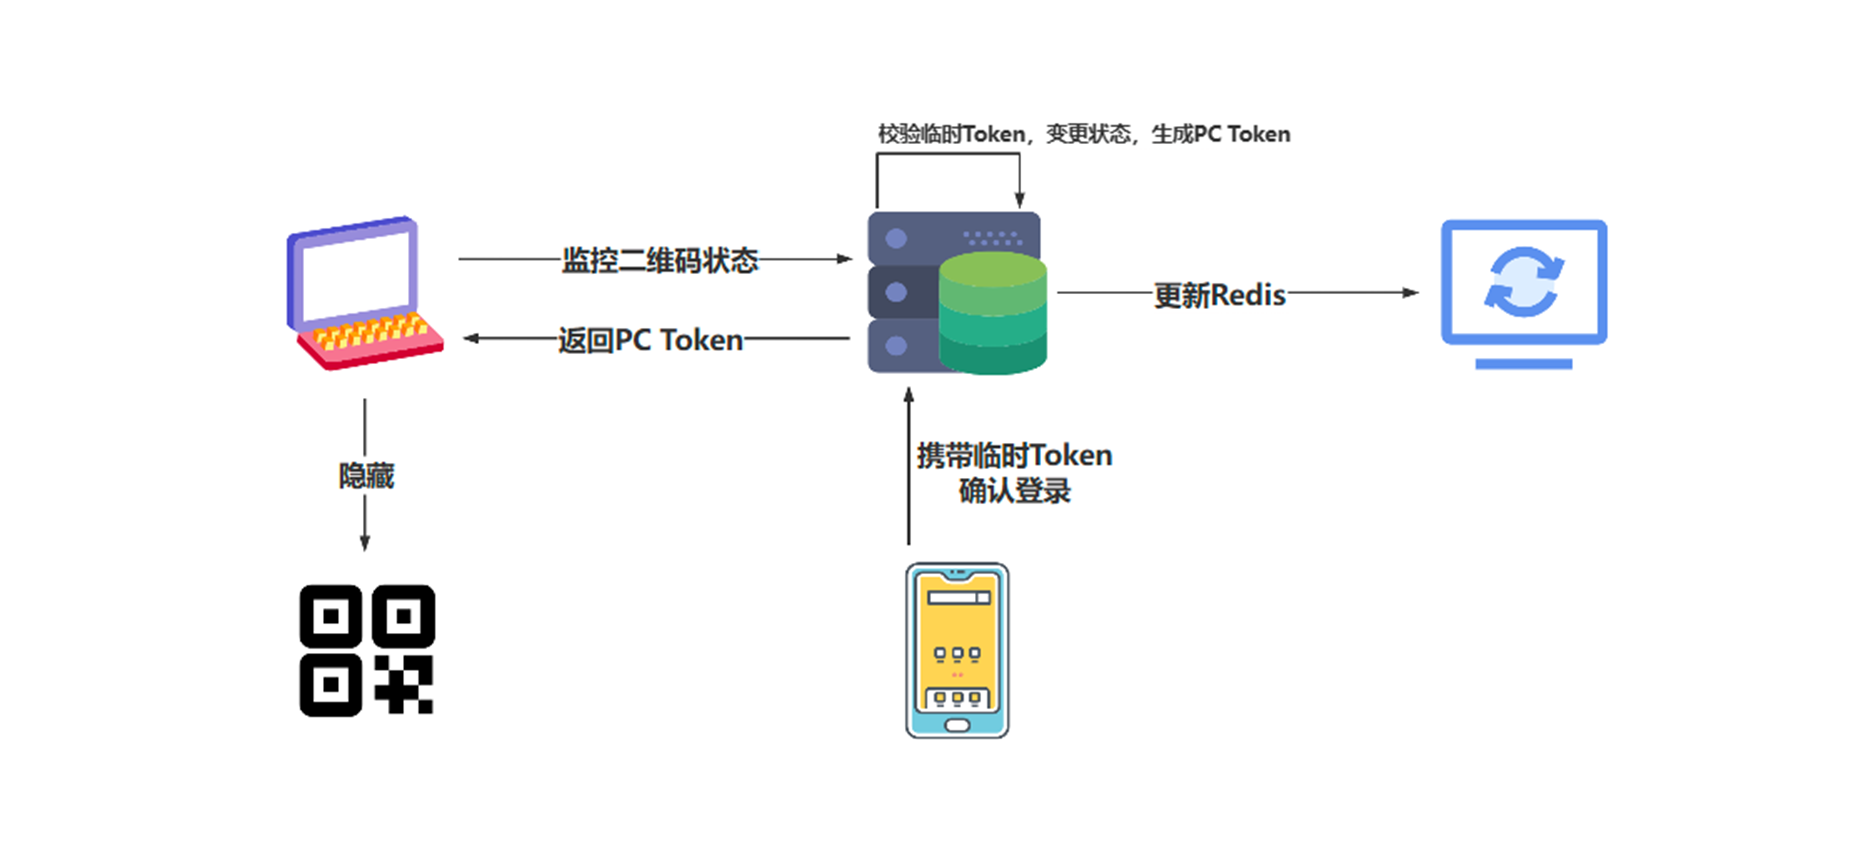 校验临时Token，变更状态，生成PC Token
监控二维码状态
更新Redis
返回PC Token
携带临时Token
确认登录
隐藏